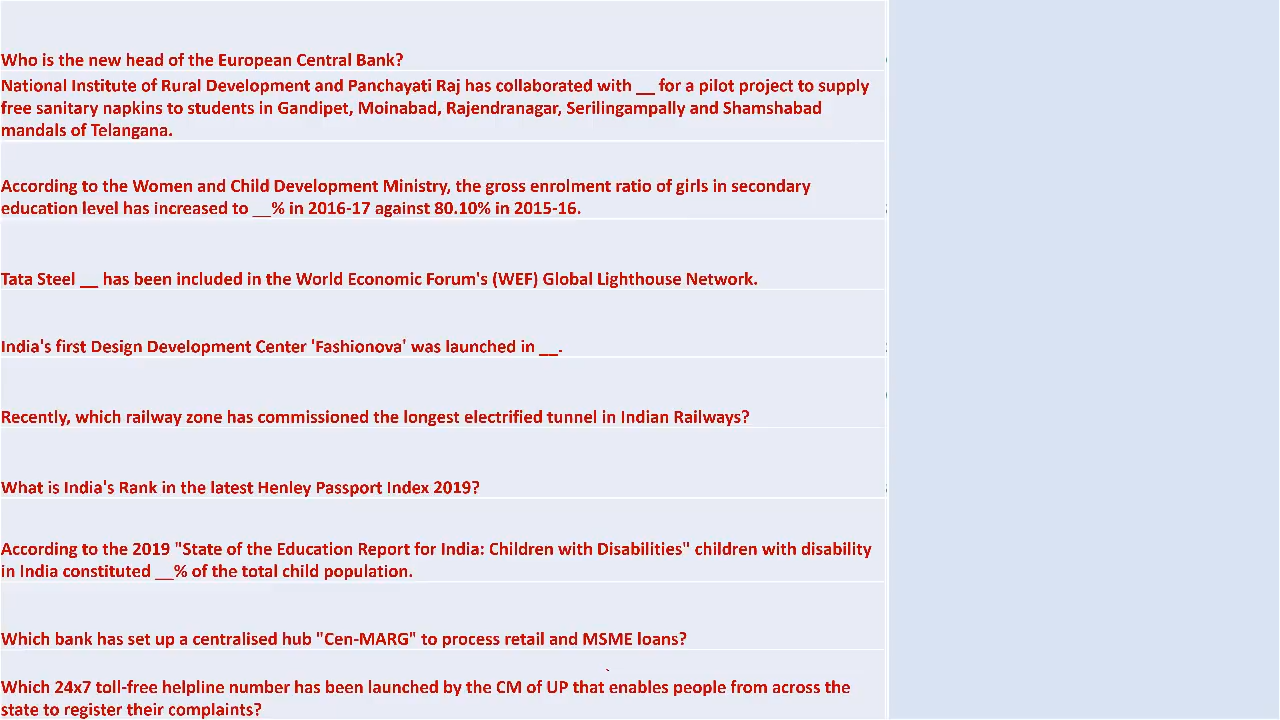 Who is the new head of the European Central Bank?
National Institute of Rural Development and Panchayati Raj has collaborated with __ for a pilot project to supply
free sanitary napkins to students in Gandipet, Moinabad, Rajendranagar, Serilingampally and Shamshabad
mandals of Telangana.
According to the Women and Child Development Ministry, the gross enrolment ratio of girls in secondary
education level has increased to __% in 2016-17 against 80.10% in 2015-16.
Tata Steel __ has been included in the World Economic Forum's (WEF) Global Lighthouse Network.
India's first Design Development Center 'Fashionova' was launched in __.
Recently, which railway zone has commissioned the longest electrified tunnel in Indian Railways?
What is India's Rank in the latest Henley Passport Index 2019?
According to the 2019 "State of the Education Report for India: Children with Disabilities" children with disability
in India constituted __% of the total child population.
Which bank has set up a centralised hub "Cen-MARG" to process retail and MSME loans?
Which 24x7 toll-free helpline number has been launched by the CM of UP that enables people from across the
state to register their complaints?